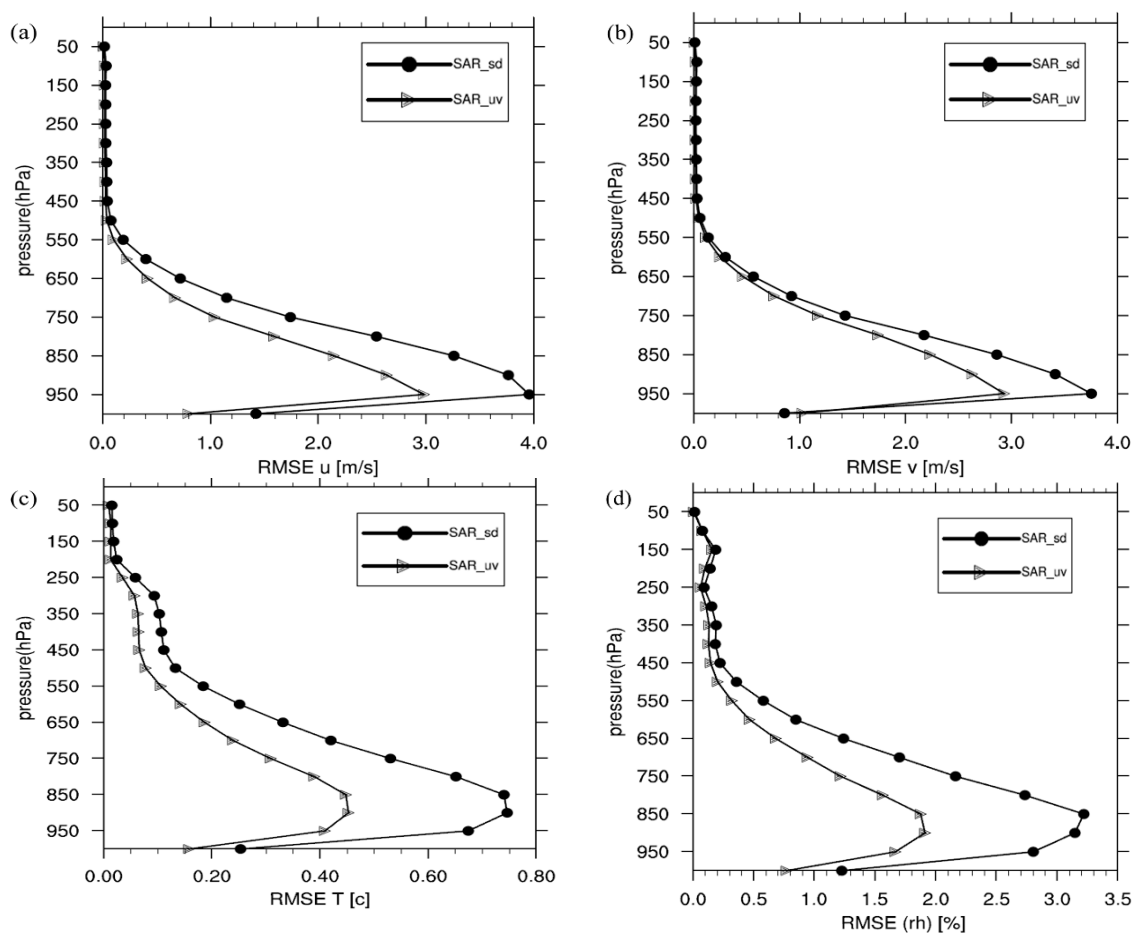 (a)
SAR_sd
SAR_uv
50
150
250
350
450
550
650
750
850
950
pressure(hPa)
0.0 1.0 2.0 3.0 4.0
RMSE u [m/s]
(b)
SAR_sd
SAR_uv
50
150
250
350
450
550
650
750
850
950
pressure(hPa)
0.0 1.0 2.0 3.0 4.0
RMSE v [m/s]
(c)
SAR_sd
SAR_uv
50
150
250
350
450
550
650
750
850
950
pressure(hPa)
0.00 0.20 0.40 0.60 0.80
RMSE T [c]
(d)
SAR_sd
SAR_uv
50
150
250
350
450
550
650
750
850
950
pressure(hPa)
0.0 0.5 1.0 1.5 2.0 2.5 3.0 3.5
RMSE (rh) [%]